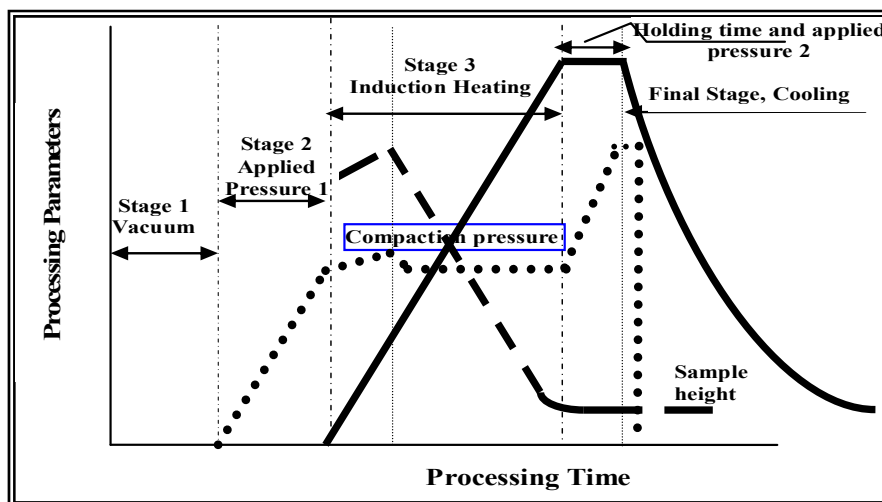 Holding time and applied
pressure 2
Stage 3
Induction Heating
Final Stage, Cooling
Stage 2
Applied
Pressure 1
Stage 1
Vacuum
Compaction pressure
Sample
height
Processing Parameters
Processing Time